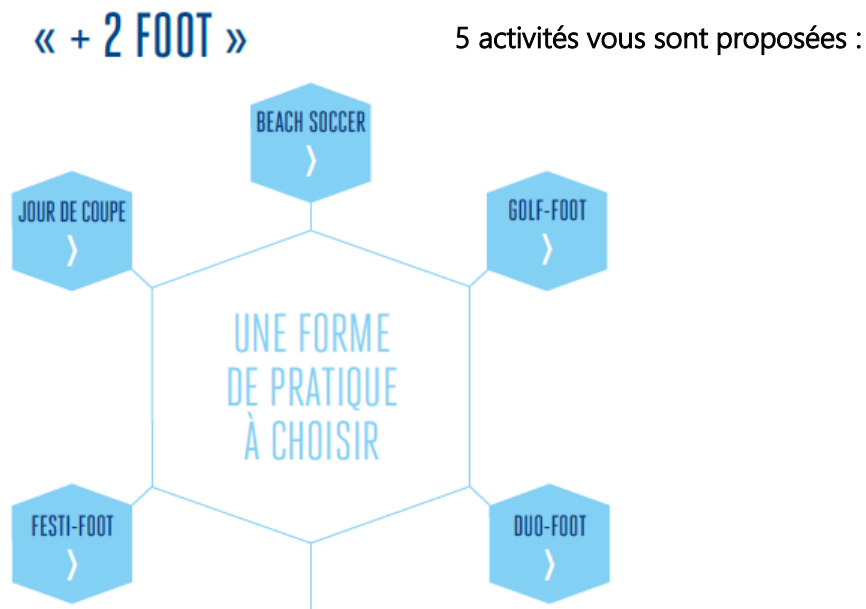 « + 2 FOOT »
5 activités vous sont proposées :
BEACH SOCCER
JOUR DE COUPE
GOLF-FOOT
UNE FORME
DE PRATIQUE
À CHOISIR
FESTI-FOOT
DUO-FOOT